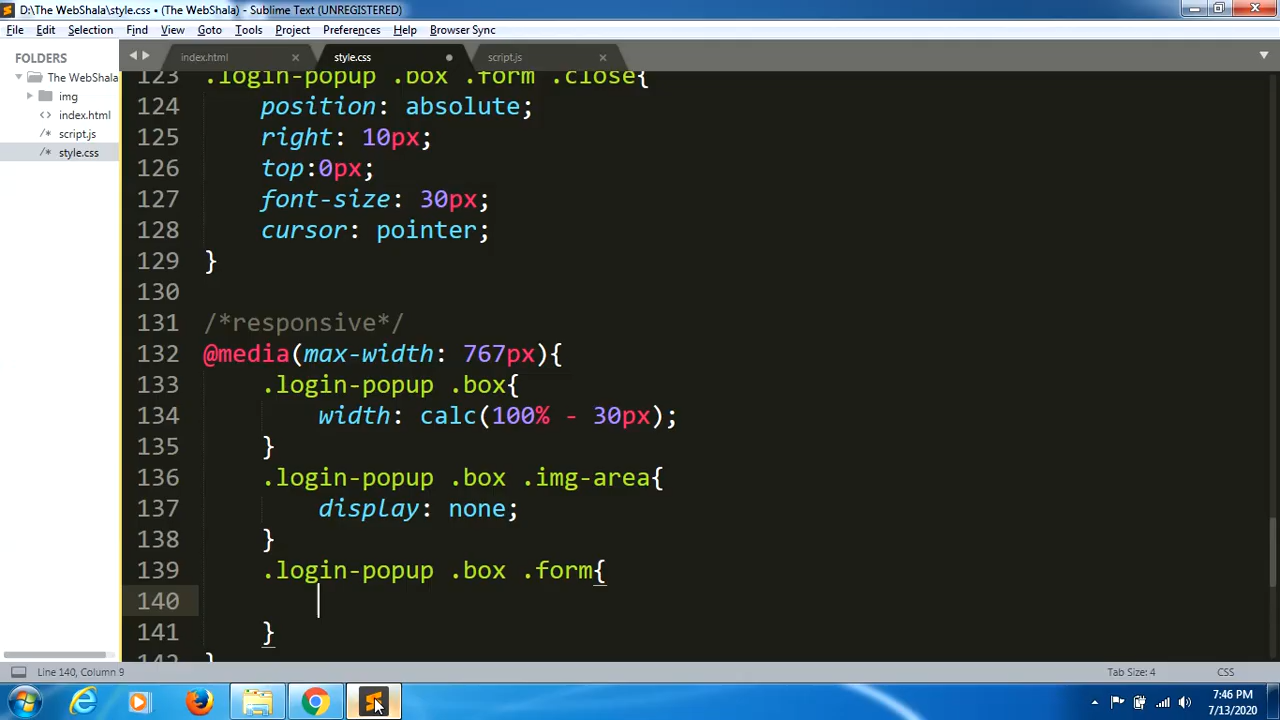 D:\The WebShala\style.css • (The WebShala) - Sublime Text (UNREGISTERED)
File Edit Selection Find View Goto Tools Project Preferences Help Browser Sync
FOLDERS
The WebShala
img
index.html
script.js
style.css
index.html style.css script.js
123 .login-popup .box .form .close{
124 position: absolute;
125 right: 10px;
126 top:0px;
127 font-size: 30px;
128 cursor: pointer;
129 }
130
131 /*responsive*/
132 @media(max-width: 767px){
133 .login-popup .box{
134 width: calc(100% - 30px);
135 }
136 .login-popup .box .img-area{
137 display: none;
138 }
139 .login-popup .box .form{
140
141 }
142 }
Line 140, Column 9 Tab Size: 4 CSS
7:46 PM
7/13/2020